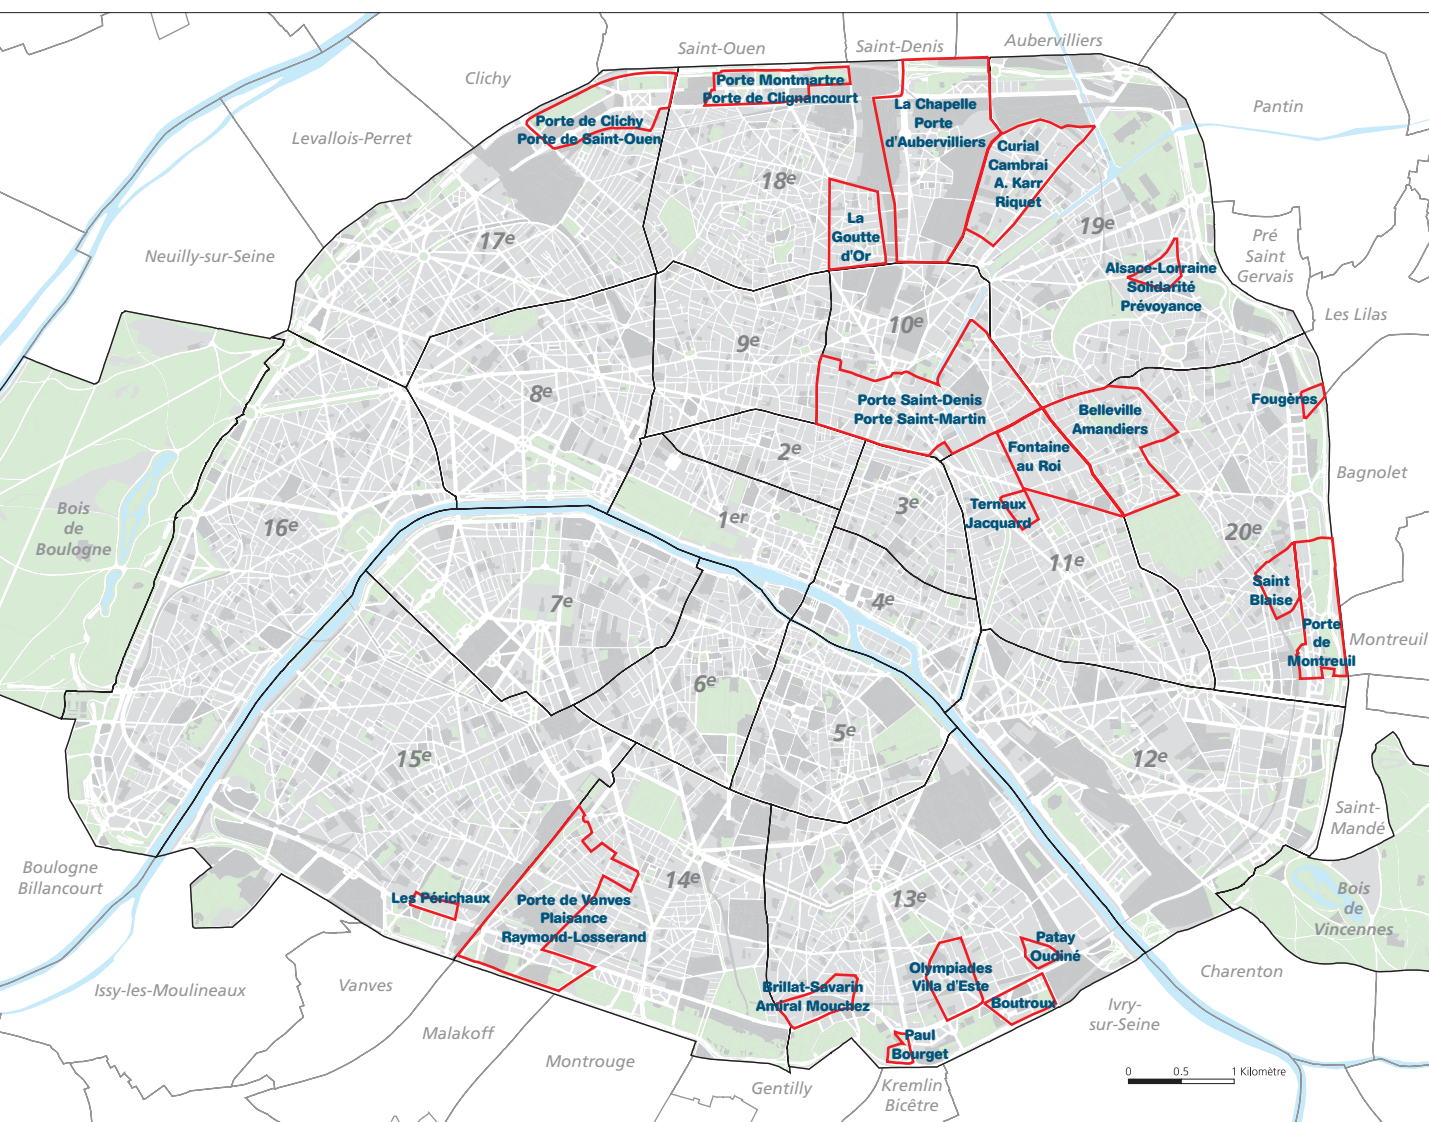 Saint-Ouen
Saint-Denis
Aubervilliers
Clichy
Pantin
Levallois-Perret
Neuilly-sur-Seine
Pré
Saint
Gervais
Les Lilas
Bagnolet
Montreuil
Saint-
Mandé
Bois
de
Vincennes
Charenton
Ivry-
sur-Seine
Kremlin
Bicêtre
Gentilly
Montrouge
Malakoff
Vanves
Issy-les-Moulineaux
Boulogne
Billancourt
Bois
de
Boulogne
Porte Montmartre
Porte de Clignancourt
La Chapelle
Porte
d'Aubervilliers
Porte de Clichy
Porte de Saint-Ouen
Curial
Cambrai
A. Karr
Riquet
18e
17e
19e
La
Goutte
d'Or
Alsace-Lorraine
Solidarité
Prévoyance
10e
9e
8e
Porte Saint-Denis
Porte Saint-Martin
Belleville
Amandiers
Fougères
Fontaine
au Roi
2e
3e
1er
16e
Ternaux
Jacquard
20e
11e
Saint
Blaise
Porte
de
Montreuil
7e
4e
6e
5e
15e
12e
14e
13e
Les Périchaux
Porte de Vanves
Plaisance
Raymond-Losserand
Patay
Oudiné
Olympiades
Villa d'Este
Boutroux
Brillat-Savarin
Amiral Mouchez
Paul
Bourget
0 0.5 1 Kilomètre